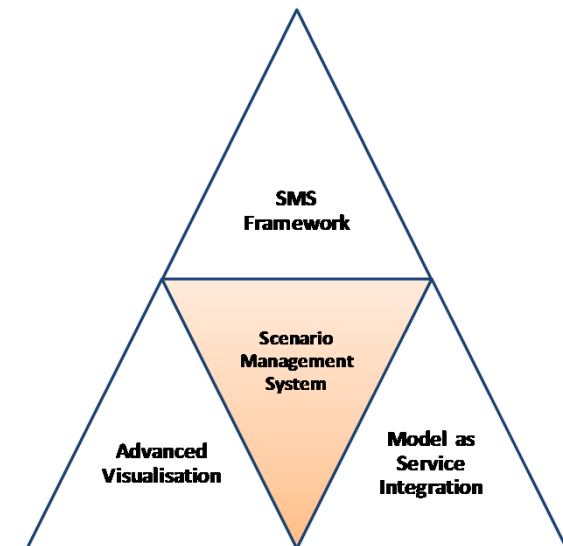 SMS
Framework
Scenario
Management
System
Advanced
Visualisation
Model as
Service
Integration